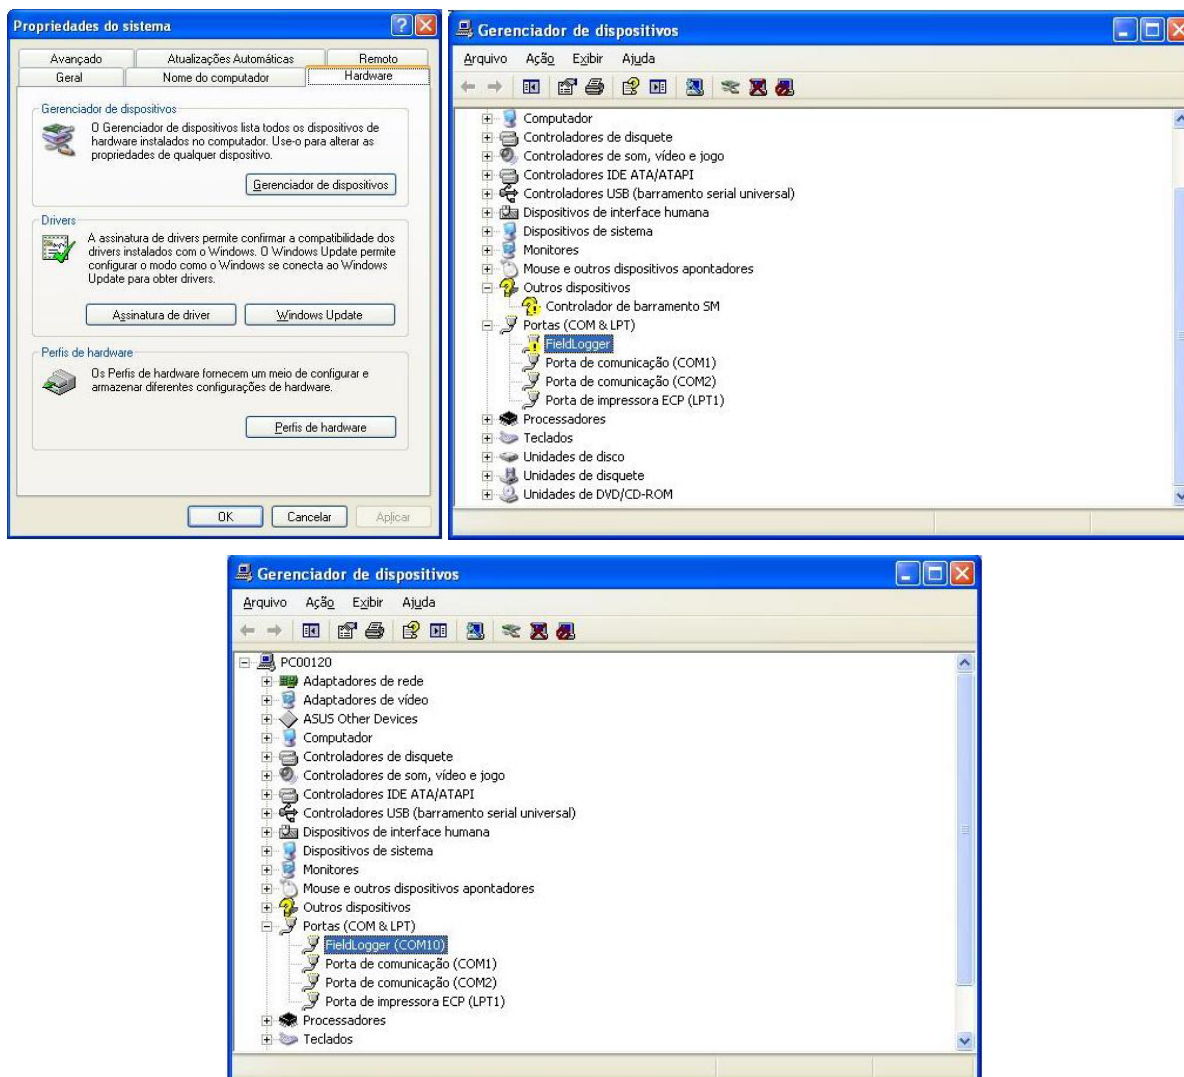 Propriedades do sistema
Avançado Atualizações Automáticas Remoto
Geral Nome do computador Hardware
Gerenciador de dispositivos
O Gerenciador de dispositivos lista todos os dispositivos de
hardware instalados no computador. Use-o para alterar as
propriedades de qualquer dispositivo.
Gerenciador de dispositivos
Drivers
A assinatura de drivers permite confirmar a compatibilidade dos
drivers instalados com o Windows. O Windows Update permite
configurar o modo como o Windows se conecta ao Windows
Update para obter drivers.
Assinatura de driver Windows Update
Perfis de hardware
Os Perfis de hardware fornecem um meio de configurar e
armazenar diferentes configurações de hardware.
Perfis de hardware
OK Cancelar Aplicar
Gerenciador de dispositivos
Arquivo Ação Exibir Ajuda
Computador
Controladores de disquete
Controladores de som, vídeo e jogo
Controladores IDE ATA/ATAPI
Controladores USB (barramento serial universal)
Dispositivos de interface humana
Dispositivos de sistema
Monitores
Mouse e outros dispositivos apontadores
Outros dispositivos
Controlador de barramento SM
Portas (COM & LPT)
FieldLogger
Porta de comunicação (COM1)
Porta de comunicação (COM2)
Porta de impressora ECP (LPT1)
Processadores
Teclados
Unidades de disco
Unidades de disquete
Unidades de DVD/CD-ROM
Gerenciador de dispositivos
Arquivo Ação Exibir Ajuda
PC00120
Adaptadores de rede
Adaptadores de vídeo
ASUS Other Devices
Computador
Controladores de disquete
Controladores de som, vídeo e jogo
Controladores IDE ATA/ATAPI
Controladores USB (barramento serial universal)
Dispositivos de interface humana
Dispositivos de sistema
Monitores
Mouse e outros dispositivos apontadores
Outros dispositivos
Portas (COM & LPT)
FieldLogger (COM10)
Porta de comunicação (COM1)
Porta de comunicação (COM2)
Porta de impressora ECP (LPT1)
Processadores
Teclados